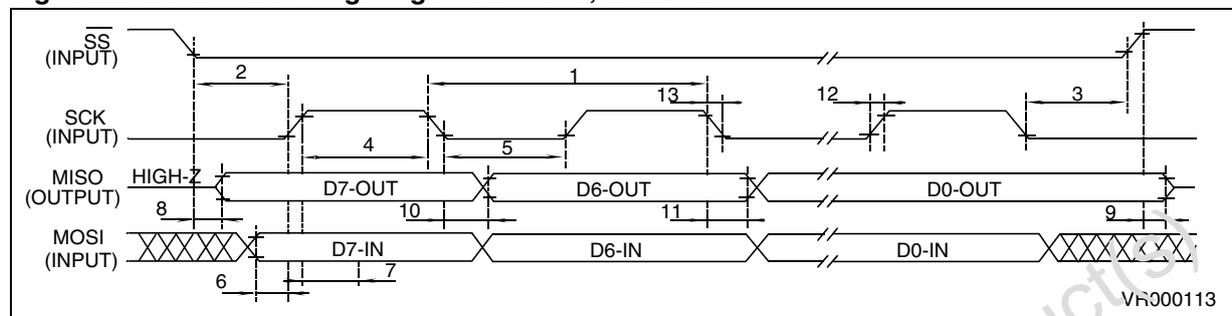 SS
(INPUT)
2
1
13
12
3
SCK
(INPUT)
4
5
MISO
(OUTPUT)
HIGH-Z
D7-OUT
D6-OUT
D0-OUT
8
10
11
9
MOSI
(INPUT)
D7-IN
D6-IN
D0-IN
6
7
VR000113